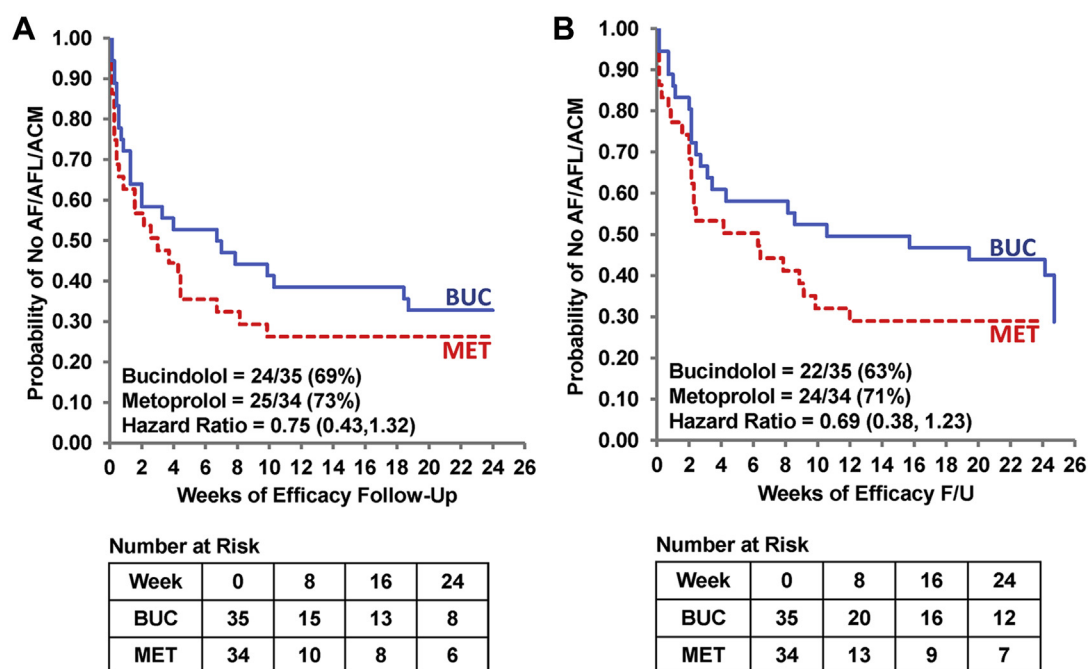 A
1.00
0.90
0.80
0.70
0.60
0.50
0.40
0.30
0.20
0.10
0.00
Probability of No AF/AFL/ACM
BUC
MET
Bucindolol = 24/35 (69%)
Metoprolol = 25/34 (73%)
Hazard Ratio = 0.75 (0.43,1.32)
0 2 4 6 8 10 12 14 16 18 20 22 24 26
Weeks of Efficacy Follow-Up
Number at Risk
Week 0 8 16 24
BUC 35 15 13 8
MET 34 10 8 6
B
1.00
0.90
0.80
0.70
0.60
0.50
0.40
0.30
0.20
0.10
0.00
Probability of No AF/AFL/ACM
BUC
MET
Bucindolol = 22/35 (63%)
Metoprolol = 24/34 (71%)
Hazard Ratio = 0.69 (0.38, 1.23)
0 2 4 6 8 10 12 14 16 18 20 22 24 26
Weeks of Efficacy F/U
Number at Risk
Week 0 8 16 24
BUC 35 20 16 12
MET 34 13 9 7